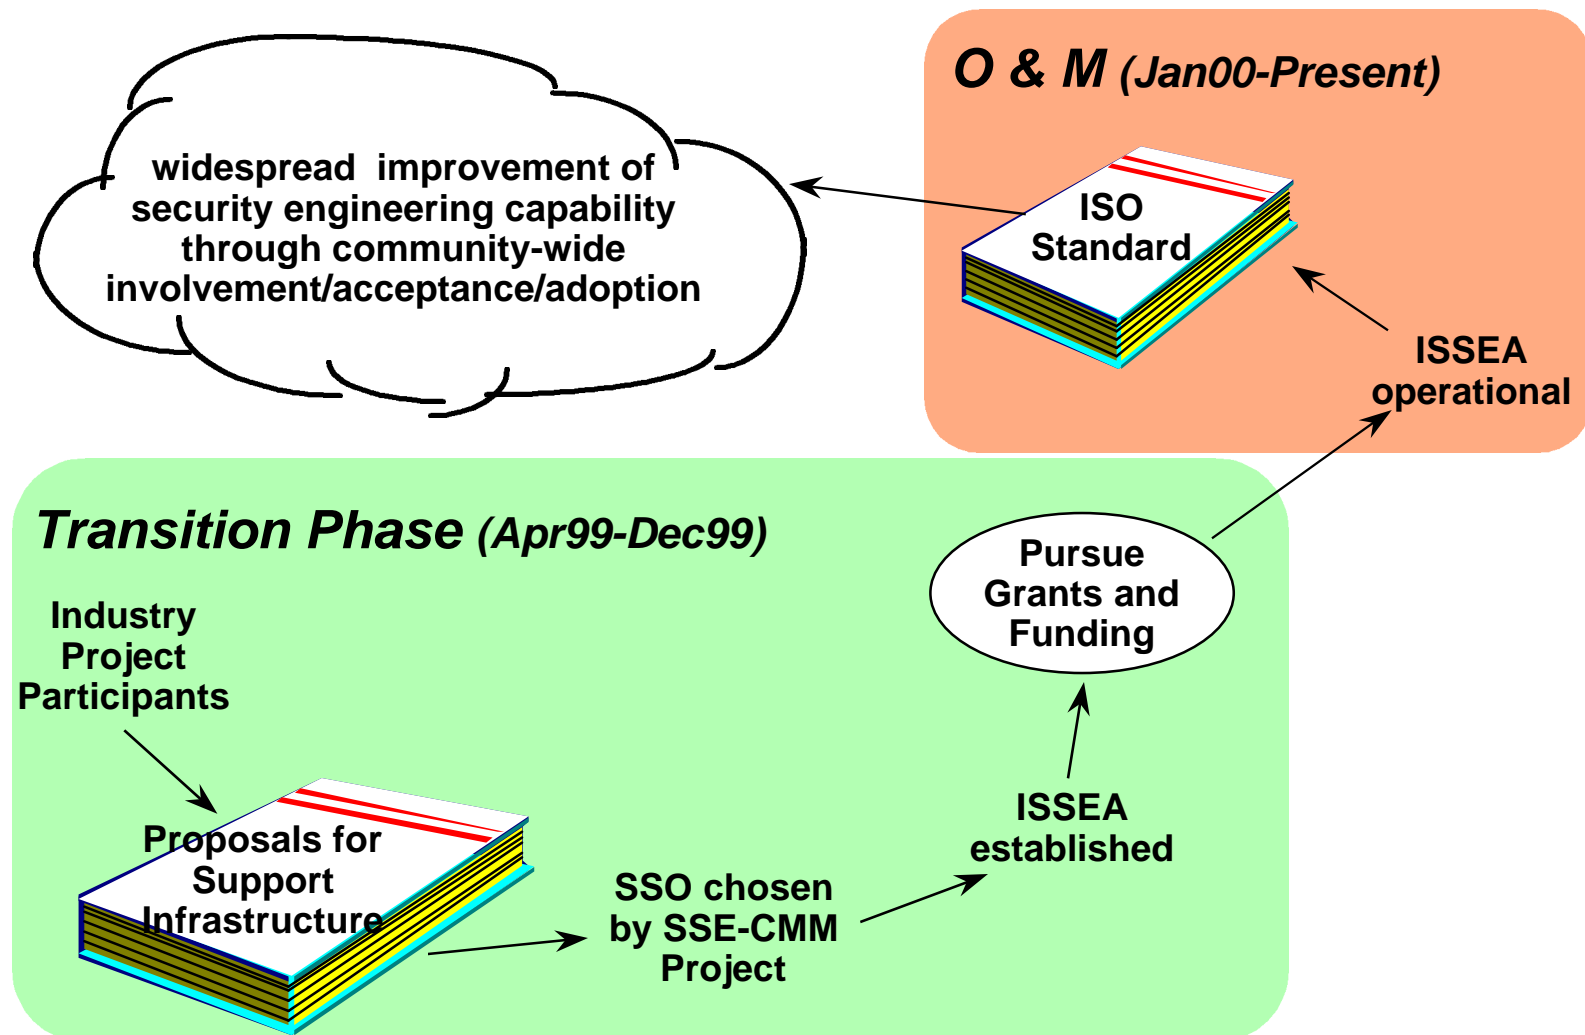 O & M (Jan00-Present)
widespread improvement of
security engineering capability
through community-wide
involvement/acceptance/adoption
ISO
Standard
ISSEA
operational
Transition Phase (Apr99-Dec99)
Pursue
Grants and
Funding
Industry
Project
Participants
Proposals for
Support
Infrastructure
SSO chosen
by SSE-CMM
Project
ISSEA
established